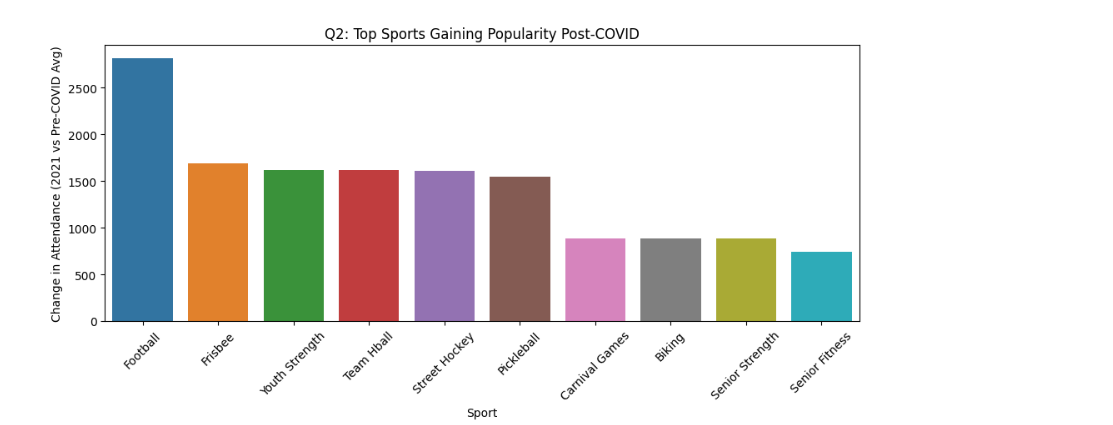 Q2: Top Sports Gaining Popularity Post-COVID
Change in Attendance (2021 vs Pre-COVID Avg)
2500
2000
1500
1000
500
0
Football
Frisbee
Youth Strength
Team Hball
Street Hockey
Pickleball
Carnival Games
Biking
Senior Strength
Senior Fitness
Sport